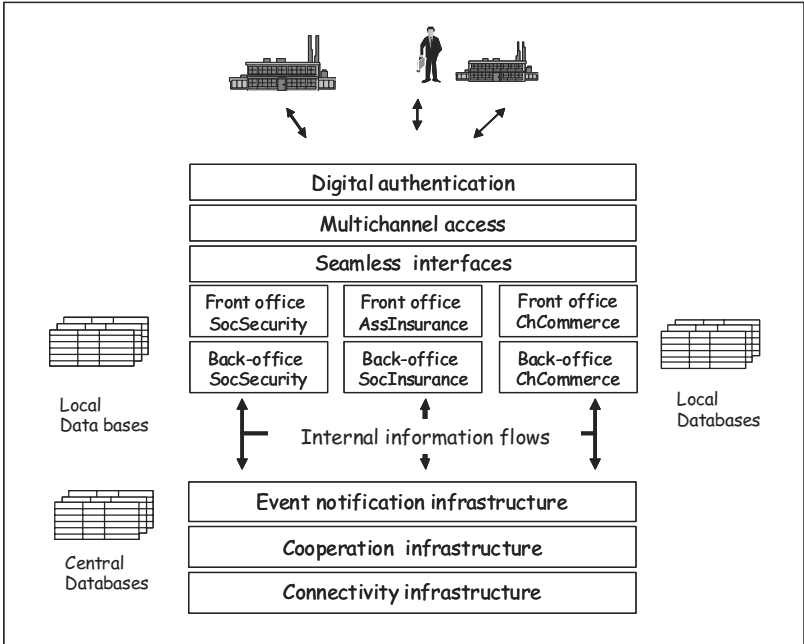 Digital authentication
Multichannel access
Seamless interfaces
Front office
SocSecurity
Front office
AssInsurance
Front office
ChCommerce
Back-office
SocSecurity
Back-office
SocInsurance
Back-office
ChCommerce
Local
Data bases
Local
Databases
Internal information flows
Event notification infrastructure
Cooperation infrastructure
Central
Databases
Connectivity infrastructure